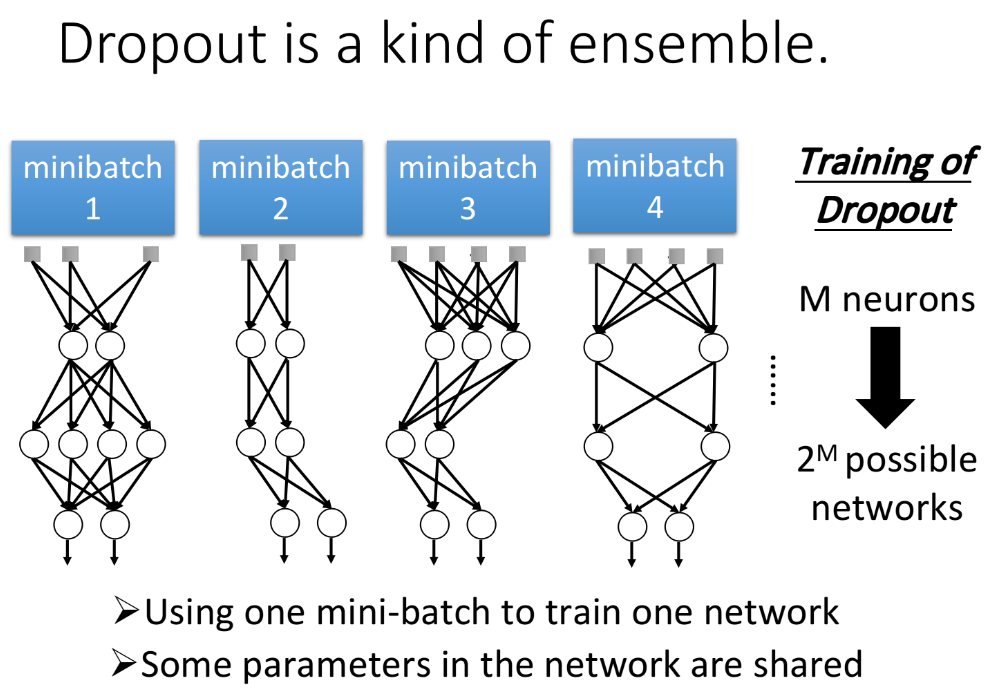 Dropout is a kind of ensemble.
minibatch
1
minibatch
2
minibatch
3
minibatch
4
Training of
Dropout
M neurons
......
2ᴹ possible
networks
➢Using one mini-batch to train one network
➢Some parameters in the network are shared